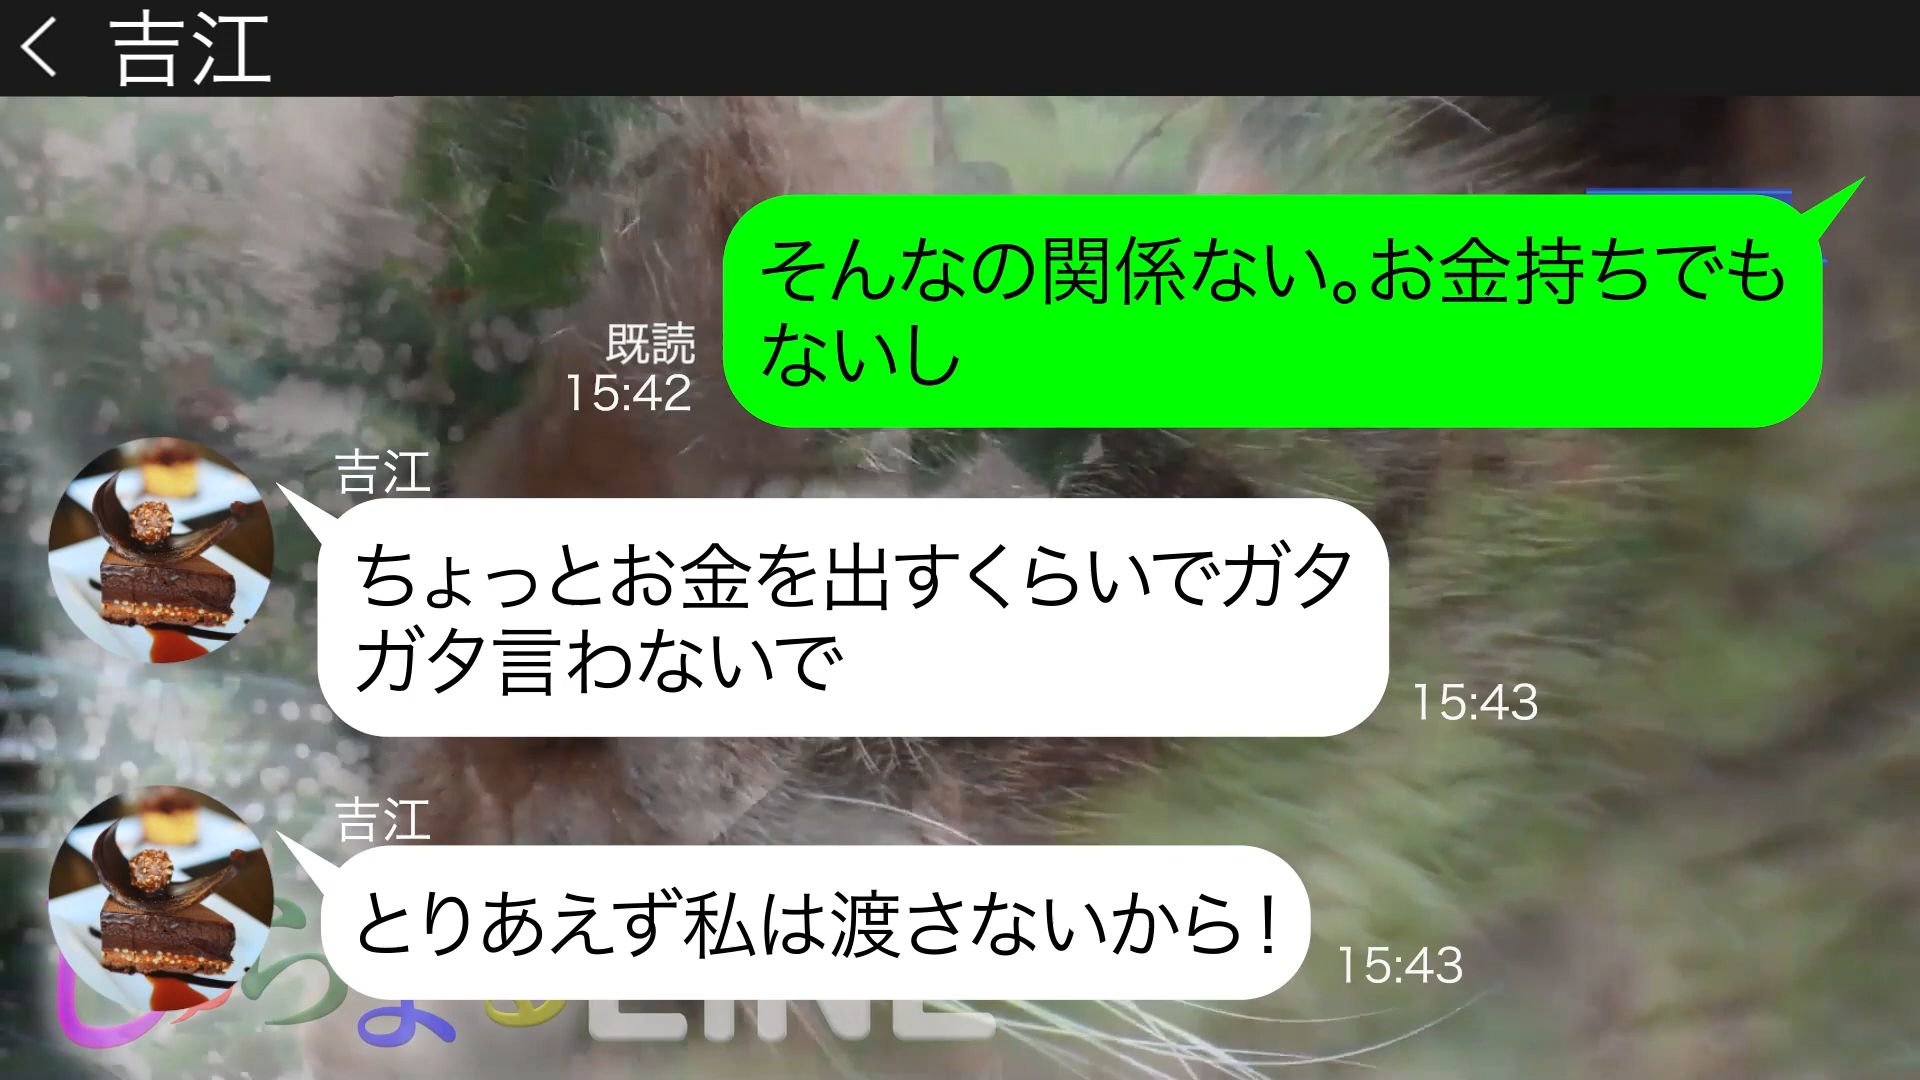 吉江
そんなの関係ない。お金持ちでも
ないし
既読
15:42
吉江
ちょっとお金を出すくらいでガタ
ガタ言わないで
15:43
吉江
とりあえず私は渡さないから！
15:43
LINE